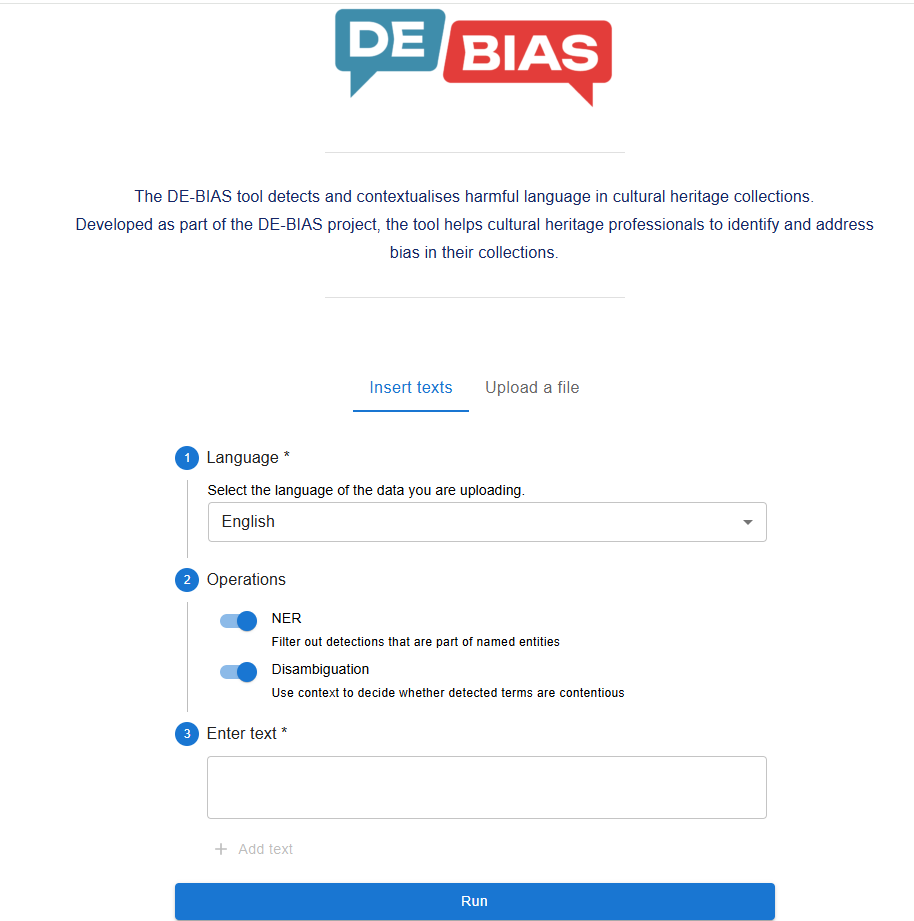 DE BIAS
The DE-BIAS tool detects and contextualises harmful language in cultural heritage collections.
Developed as part of the DE-BIAS project, the tool helps cultural heritage professionals to identify and address
bias in their collections.
Insert texts Upload a file
1 Language *
Select the language of the data you are uploading.
English
2 Operations
NER
Filter out detections that are part of named entities
Disambiguation
Use context to decide whether detected terms are contentious
3 Enter text *
+ Add text
Run